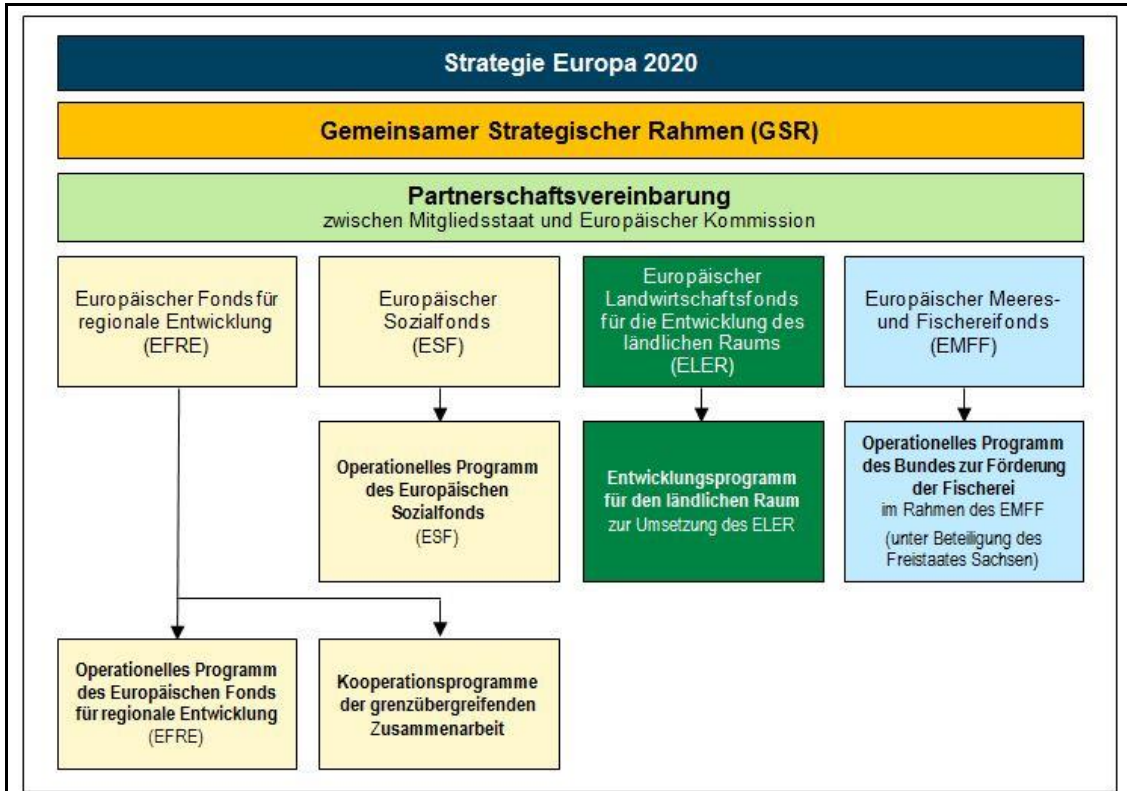 Strategie Europa 2020
Gemeinsamer Strategischer Rahmen (GSR)
Partnerschaftsvereinbarung
zwischen Mitgliedsstaat und Europäischer Kommission
Europäischer Fonds für
regionale Entwicklung
(EFRE)
Europäischer
Sozialfonds
(ESF)
Europäischer
Landwirtschaftsfonds
für die Entwicklung des
ländlichen Raums
(ELER)
Europäischer Meeres-
und Fischereifonds
(EMFF)
Operationelles Programm
des Europäischen
Sozialfonds
(ESF)
Entwicklungsprogramm
für den ländlichen Raum
zur Umsetzung des ELER
Operationelles Programm
des Bundes zur Förderung
der Fischerei
im Rahmen des EMFF
(unter Beteiligung des
Freistaates Sachsen)
Operationelles Programm
des Europäischen Fonds
für regionale Entwicklung
(EFRE)
Kooperationsprogramme
der grenzübergreifenden
Zusammenarbeit